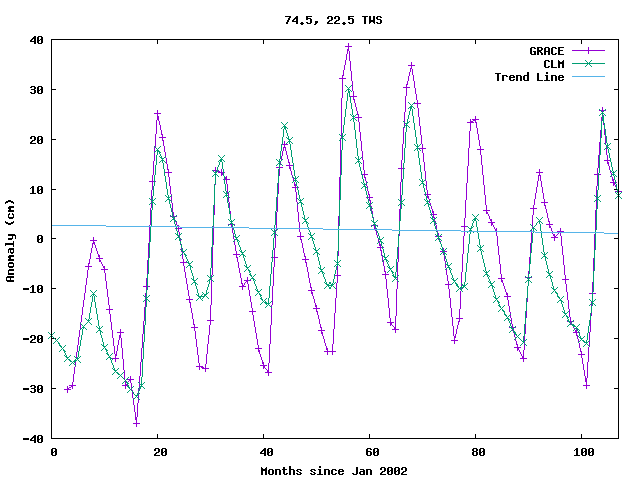 74.5, 22.5 TWS
GRACE
CLM
Trend Line
40
30
20
10
0
-10
-20
-30
-40
Anomaly (cm)
0 20 40 60 80 100
Months since Jan 2002